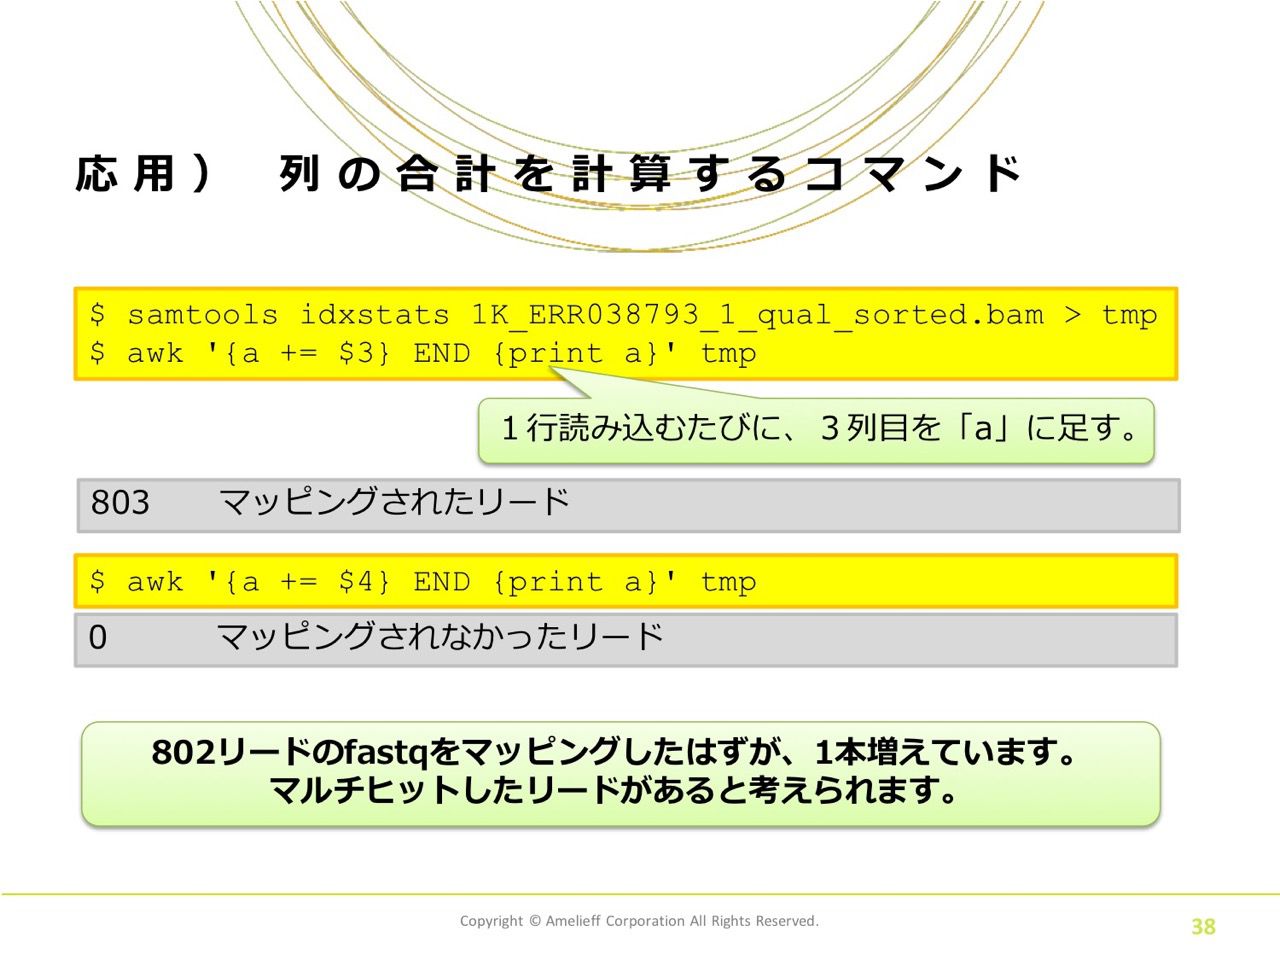 応用） 列の合計を計算するコマンド
$ samtools idxstats 1K_ERR038793_1_qual_sorted.bam > tmp
$ awk '{a += $3} END {print a}' tmp
１行読み込むたびに、３列目を「a」に足す。
803 マッピングされたリード
$ awk '{a += $4} END {print a}' tmp
0 マッピングされなかったリード
802リードのfastqをマッピングしたはずが、1本増えています。
マルチヒットしたリードがあると考えられます。
Copyright © Amelieff Corporation All Rights Reserved.
38